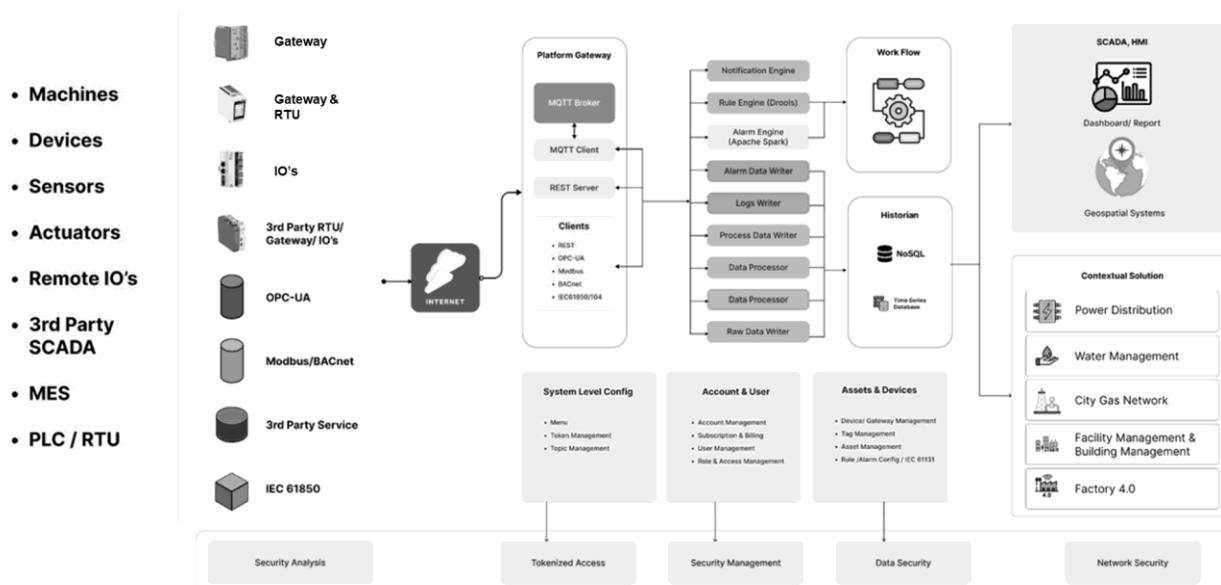 • Machines
• Devices
• Sensors
• Actuators
• Remote IO's
• 3rd Party
SCADA
• MES
• PLC / RTU
Gateway
Gateway &
RTU
IO's
3rd Party RTU/
Gateway/ IO's
OPC-UA
Modbus/BACnet
3rd Party Service
IEC 61850
INTERNET
Platform Gateway
MQTT Broker
MQTT Client
REST Server
Clients
• REST
• OPC-UA
• Modbus
• BACnet
• IEC61850/104
Notification Engine
Rule Engine (Drools)
Alarm Engine
(Apache Spark)
Alarm Data Writer
Logs Writer
Process Data Writer
Data Processor
Data Processor
Raw Data Writer
Work Flow
Historian
NoSQL
Time Series
Database
SCADA, HMI
Dashboard/ Report
Geospatial Systems
Contextual Solution
Power Distribution
Water Management
City Gas Network
Facility Management &
Building Management
4.0
Factory 4.0
System Level Config
• Menu
• Token Management
• Topic Management
Account & User
• Account Management
• Subscription & Billing
• User Management
• Role & Access Management
Assets & Devices
• Device/ Gateway Management
• Tag Management
• Asset Management
• Rule /Alarm Config / IEC 61131
Security Analysis
Tokenized Access
Security Management
Data Security
Network Security